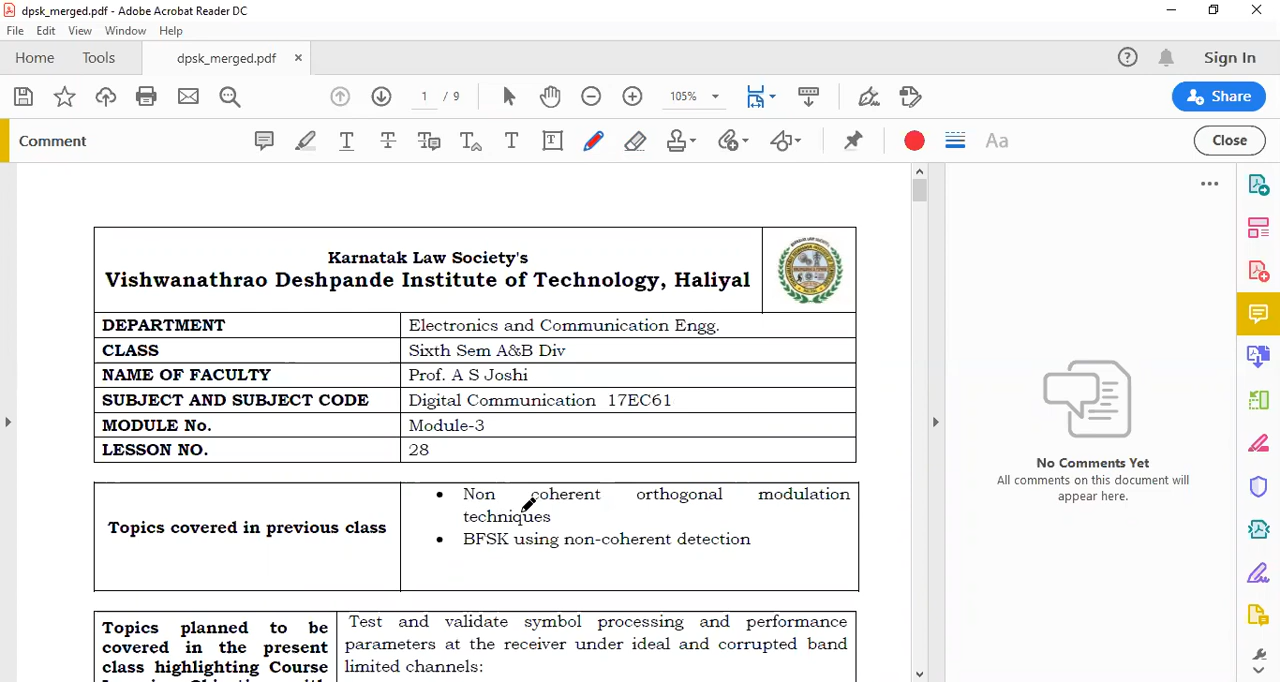 dpsk_merged.pdf - Adobe Acrobat Reader DC
File Edit View Window Help
Home Tools dpsk_merged.pdf × Sign In
1 / 9 105% Share
Comment Aa Close
Karnatak Law Society's
Vishwanathrao Deshpande Institute of Technology, Haliyal
DEPARTMENT Electronics and Communication Engg.
CLASS Sixth Sem A&B Div
NAME OF FACULTY Prof. A S Joshi
SUBJECT AND SUBJECT CODE Digital Communication 17EC61
MODULE No. Module-3
LESSON NO. 28
Topics covered in previous class
• Non coherent orthogonal modulation
techniques
• BFSK using non-coherent detection
Topics planned to be
covered in the present
class highlighting Course
Test and validate symbol processing and performance
parameters at the receiver under ideal and corrupted band
limited channels:
No Comments Yet
All comments on this document will
appear here.